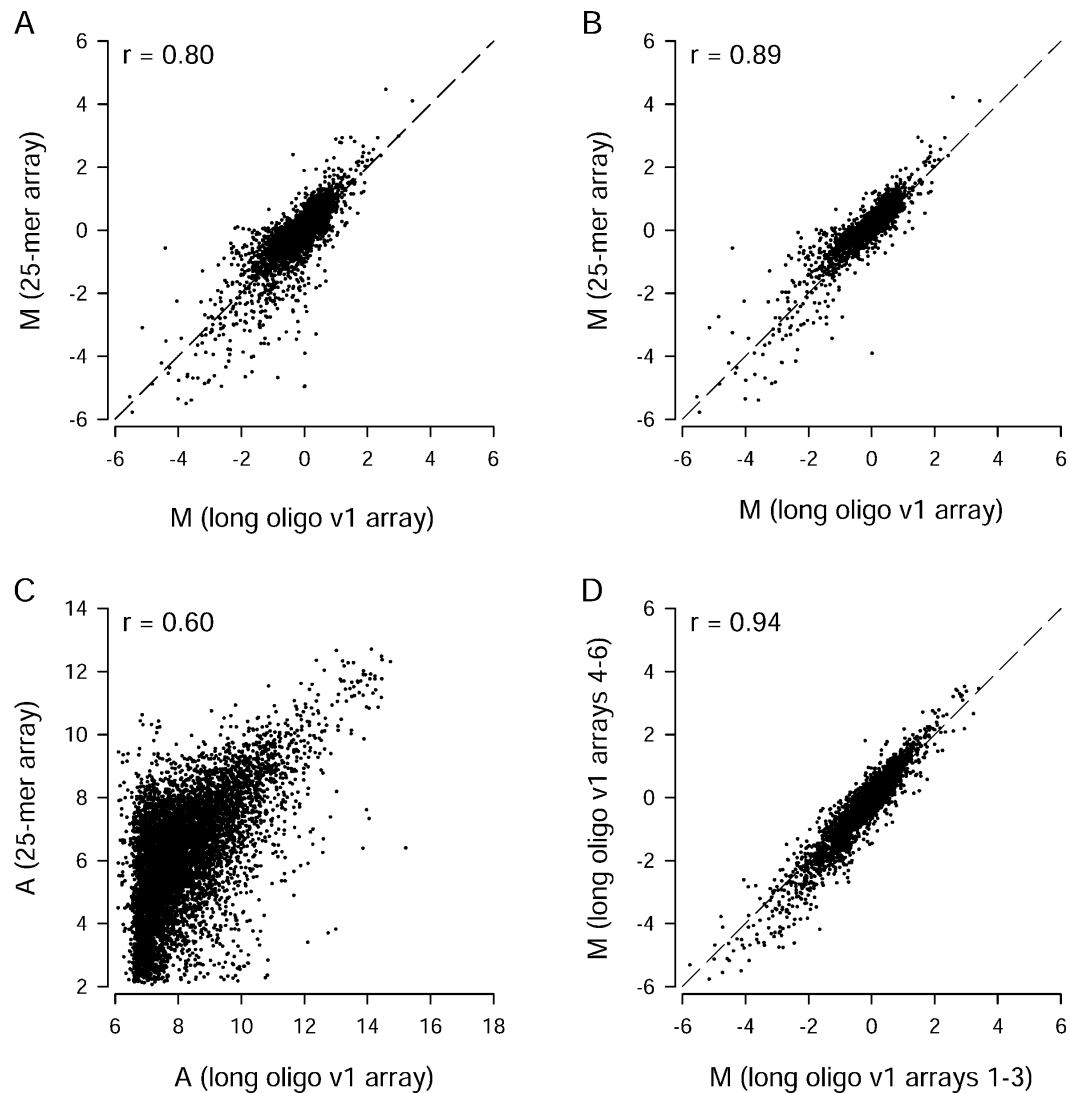 A
r = 0.80
6
4
2
0
-2
-4
-6
M (25-mer array)
-6 -4 -2 0 2 4 6
M (long oligo v1 array)
B
r = 0.89
6
4
2
0
-2
-4
-6
M (25-mer array)
-6 -4 -2 0 2 4 6
M (long oligo v1 array)
C
r = 0.60
14
12
10
8
6
4
2
A (25-mer array)
6 8 10 12 14 16 18
A (long oligo v1 array)
D
r = 0.94
6
4
2
0
-2
-4
-6
M (long oligo v1 arrays 4-6)
-6 -4 -2 0 2 4 6
M (long oligo v1 arrays 1-3)